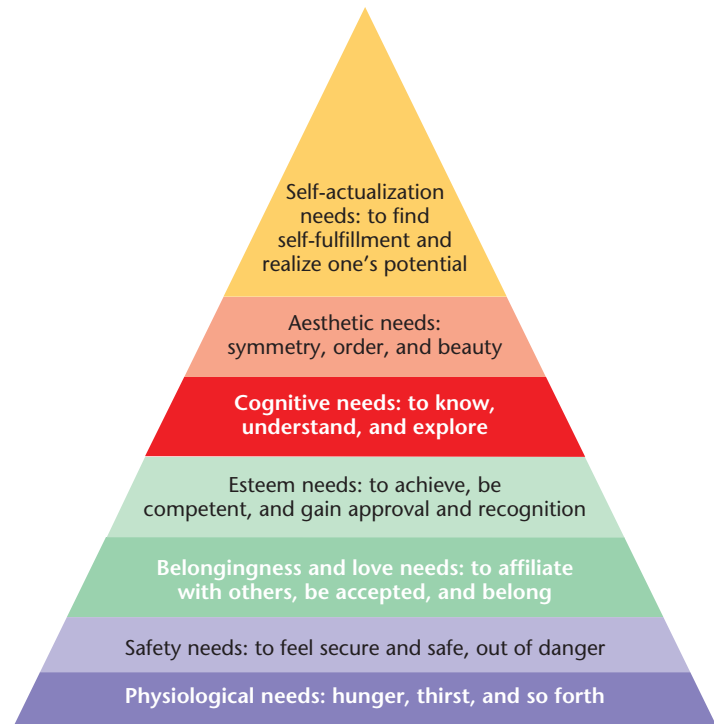 Self-actualization
needs: to find
self-fulfillment and
realize one’s potential
Aesthetic needs:
symmetry, order, and beauty
Cognitive needs: to know,
understand, and explore
Esteem needs: to achieve, be
competent, and gain approval and recognition
Belongingness and love needs: to affiliate
with others, be accepted, and belong
Safety needs: to feel secure and safe, out of danger
Physiological needs: hunger, thirst, and so forth